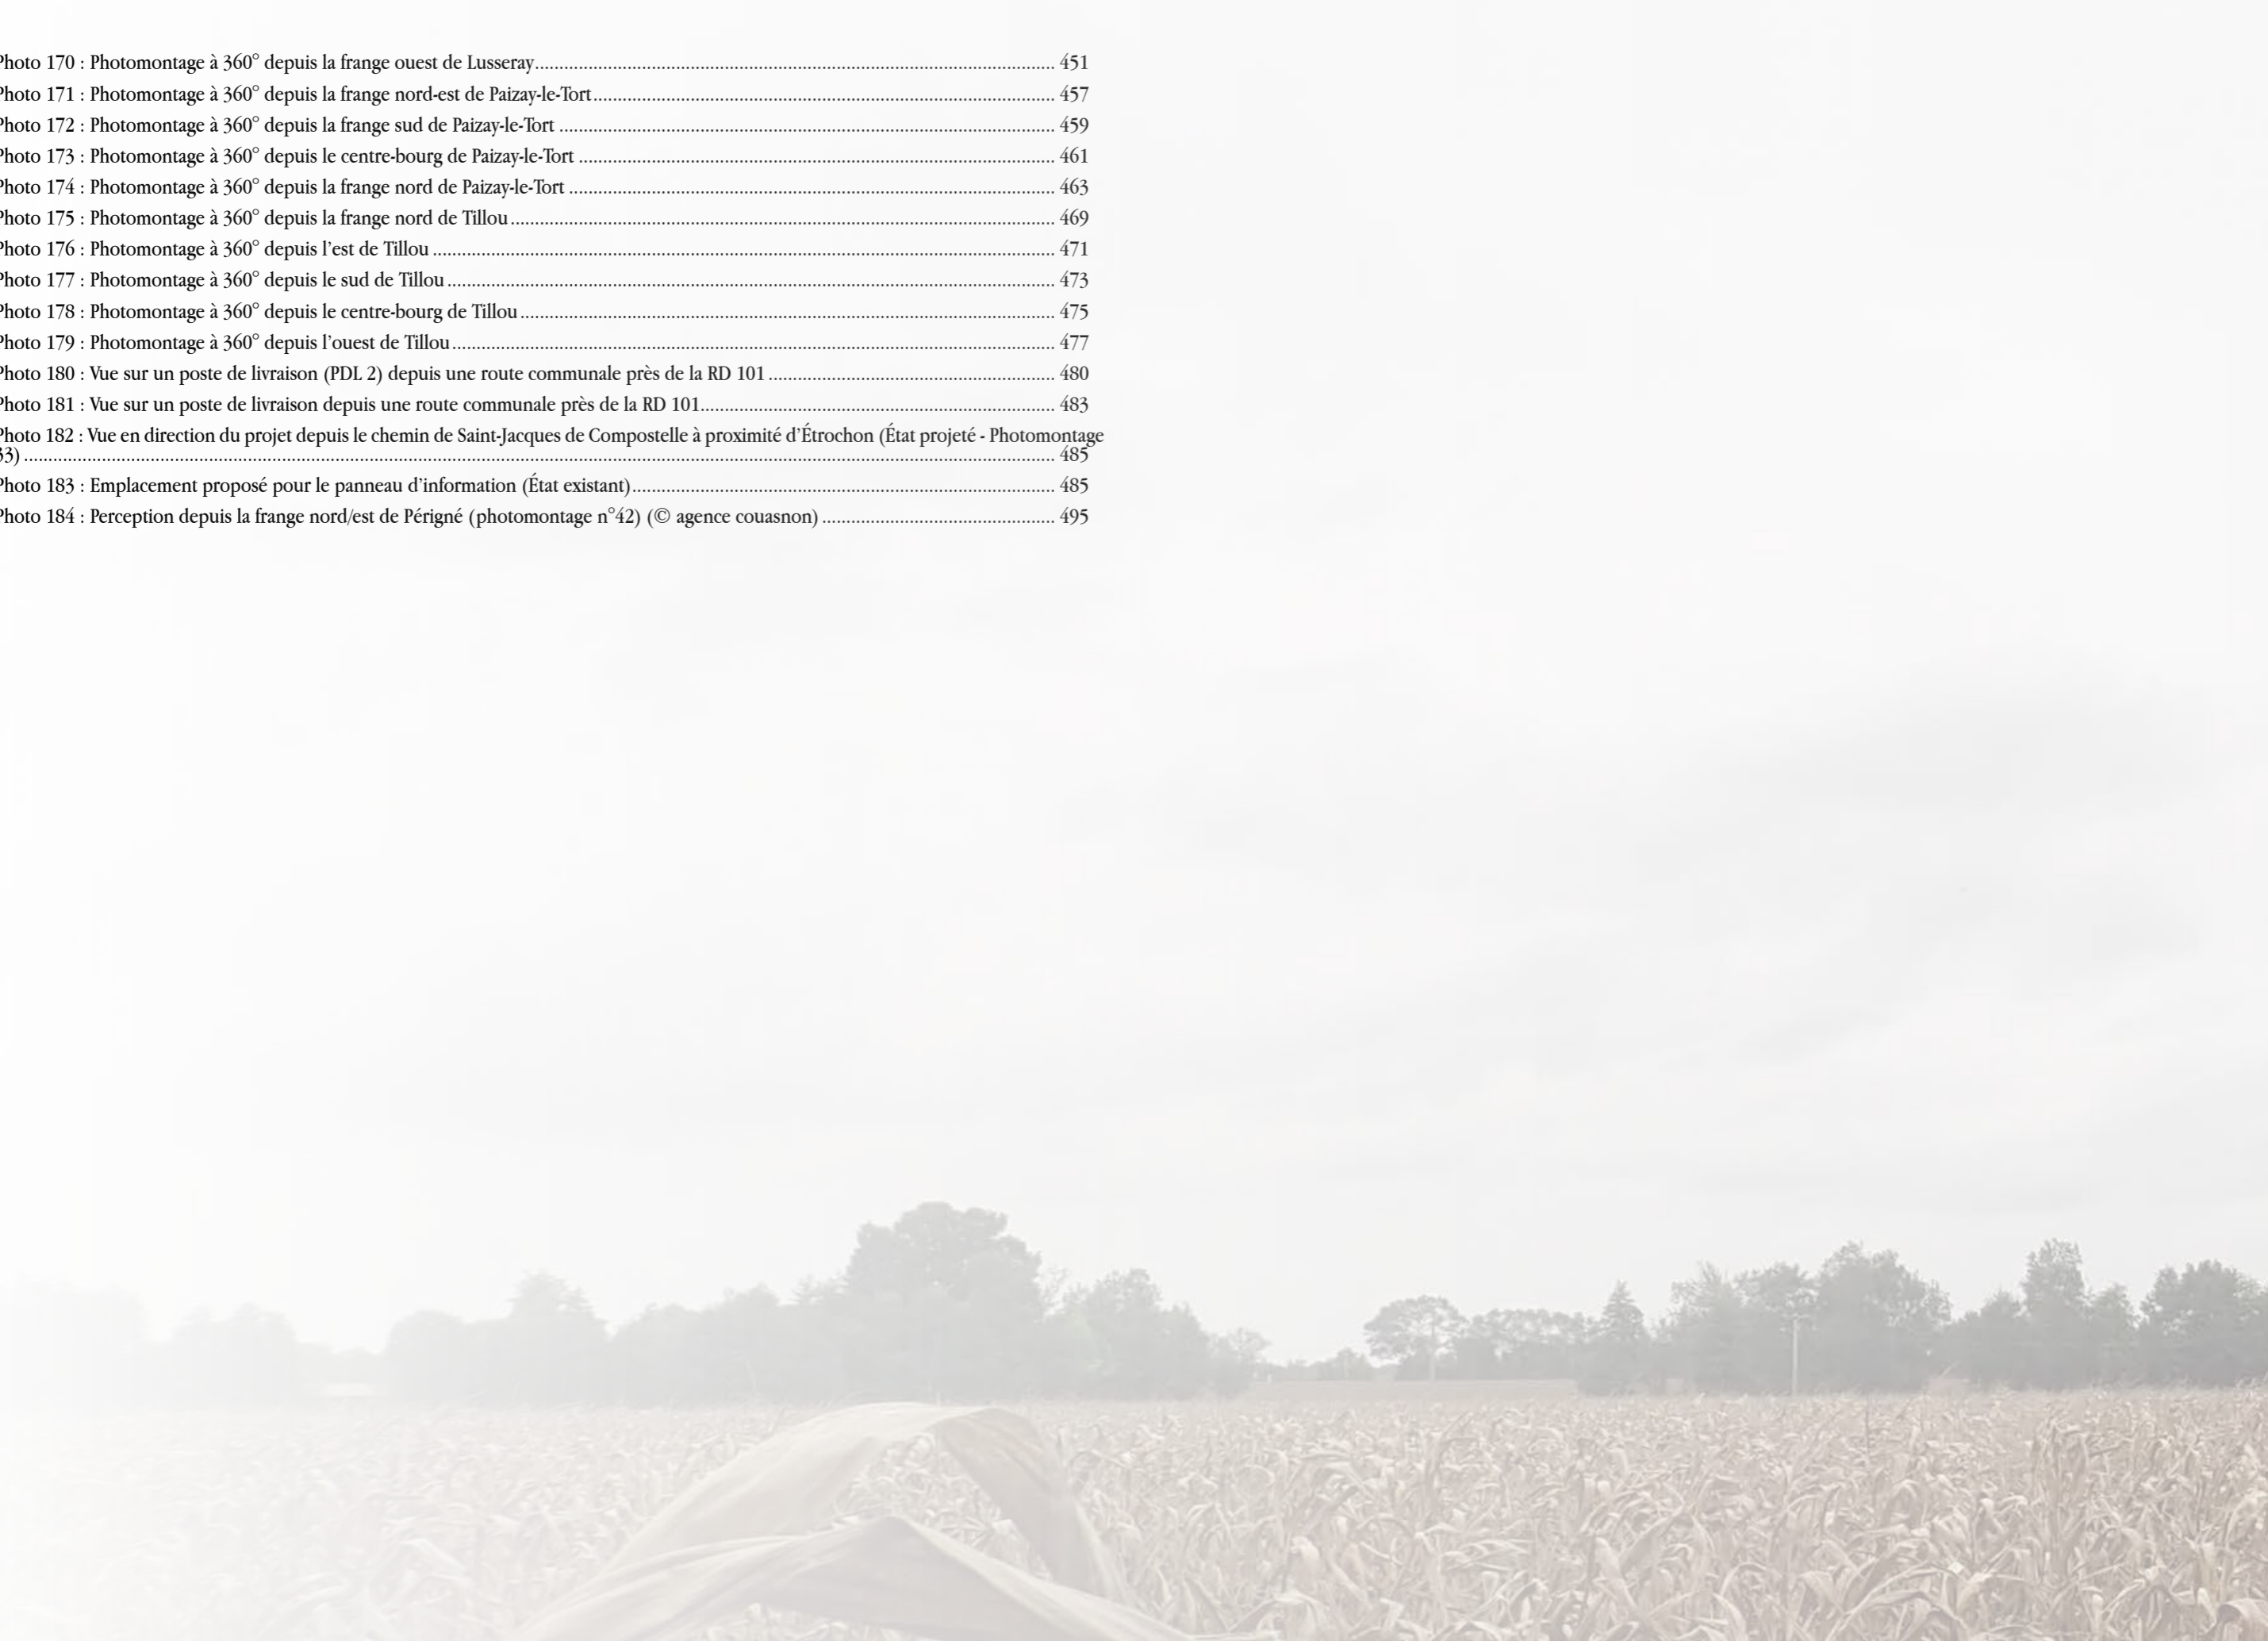 Photo 170 : Photomontage à 360° depuis la frange ouest de Lusseray.......... 451
Photo 171 : Photomontage à 360° depuis la frange nord-est de Paizay-le-Tort.......... 457
Photo 172 : Photomontage à 360° depuis la frange sud de Paizay-le-Tort .......... 459
Photo 173 : Photomontage à 360° depuis le centre-bourg de Paizay-le-Tort .......... 461
Photo 174 : Photomontage à 360° depuis la frange nord de Paizay-le-Tort .......... 463
Photo 175 : Photomontage à 360° depuis la frange nord de Tillou.......... 469
Photo 176 : Photomontage à 360° depuis l’est de Tillou .......... 471
Photo 177 : Photomontage à 360° depuis le sud de Tillou.......... 473
Photo 178 : Photomontage à 360° depuis le centre-bourg de Tillou.......... 475
Photo 179 : Photomontage à 360° depuis l’ouest de Tillou.......... 477
Photo 180 : Vue sur un poste de livraison (PDL 2) depuis une route communale près de la RD 101.......... 480
Photo 181 : Vue sur un poste de livraison depuis une route communale près de la RD 101.......... 483
Photo 182 : Vue en direction du projet depuis le chemin de Saint-Jacques de Compostelle à proximité d’Étrochon (État projeté - Photomontage
33) .......... 485
Photo 183 : Emplacement proposé pour le panneau d’information (État existant).......... 485
Photo 184 : Perception depuis la frange nord/est de Périgné (photomontage n°42) (© agence couasnon) .......... 495